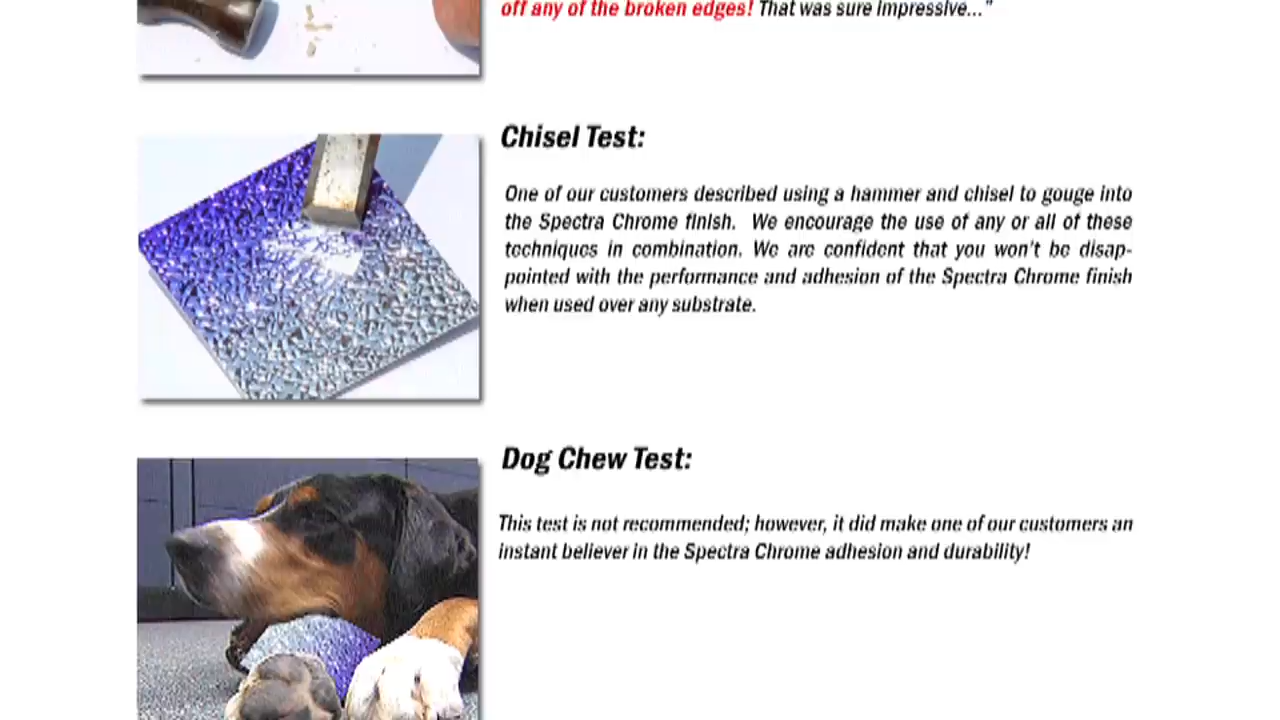 off any of the broken edges! That was sure impressive..."
Chisel Test:
One of our customers described using a hammer and chisel to gouge into
the Spectra Chrome finish. We encourage the use of any or all of these
techniques in combination. We are confident that you won't be disap-
pointed with the performance and adhesion of the Spectra Chrome finish
when used over any substrate.
Dog Chew Test:
This test is not recommended; however, it did make one of our customers an
instant believer in the Spectra Chrome adhesion and durability!